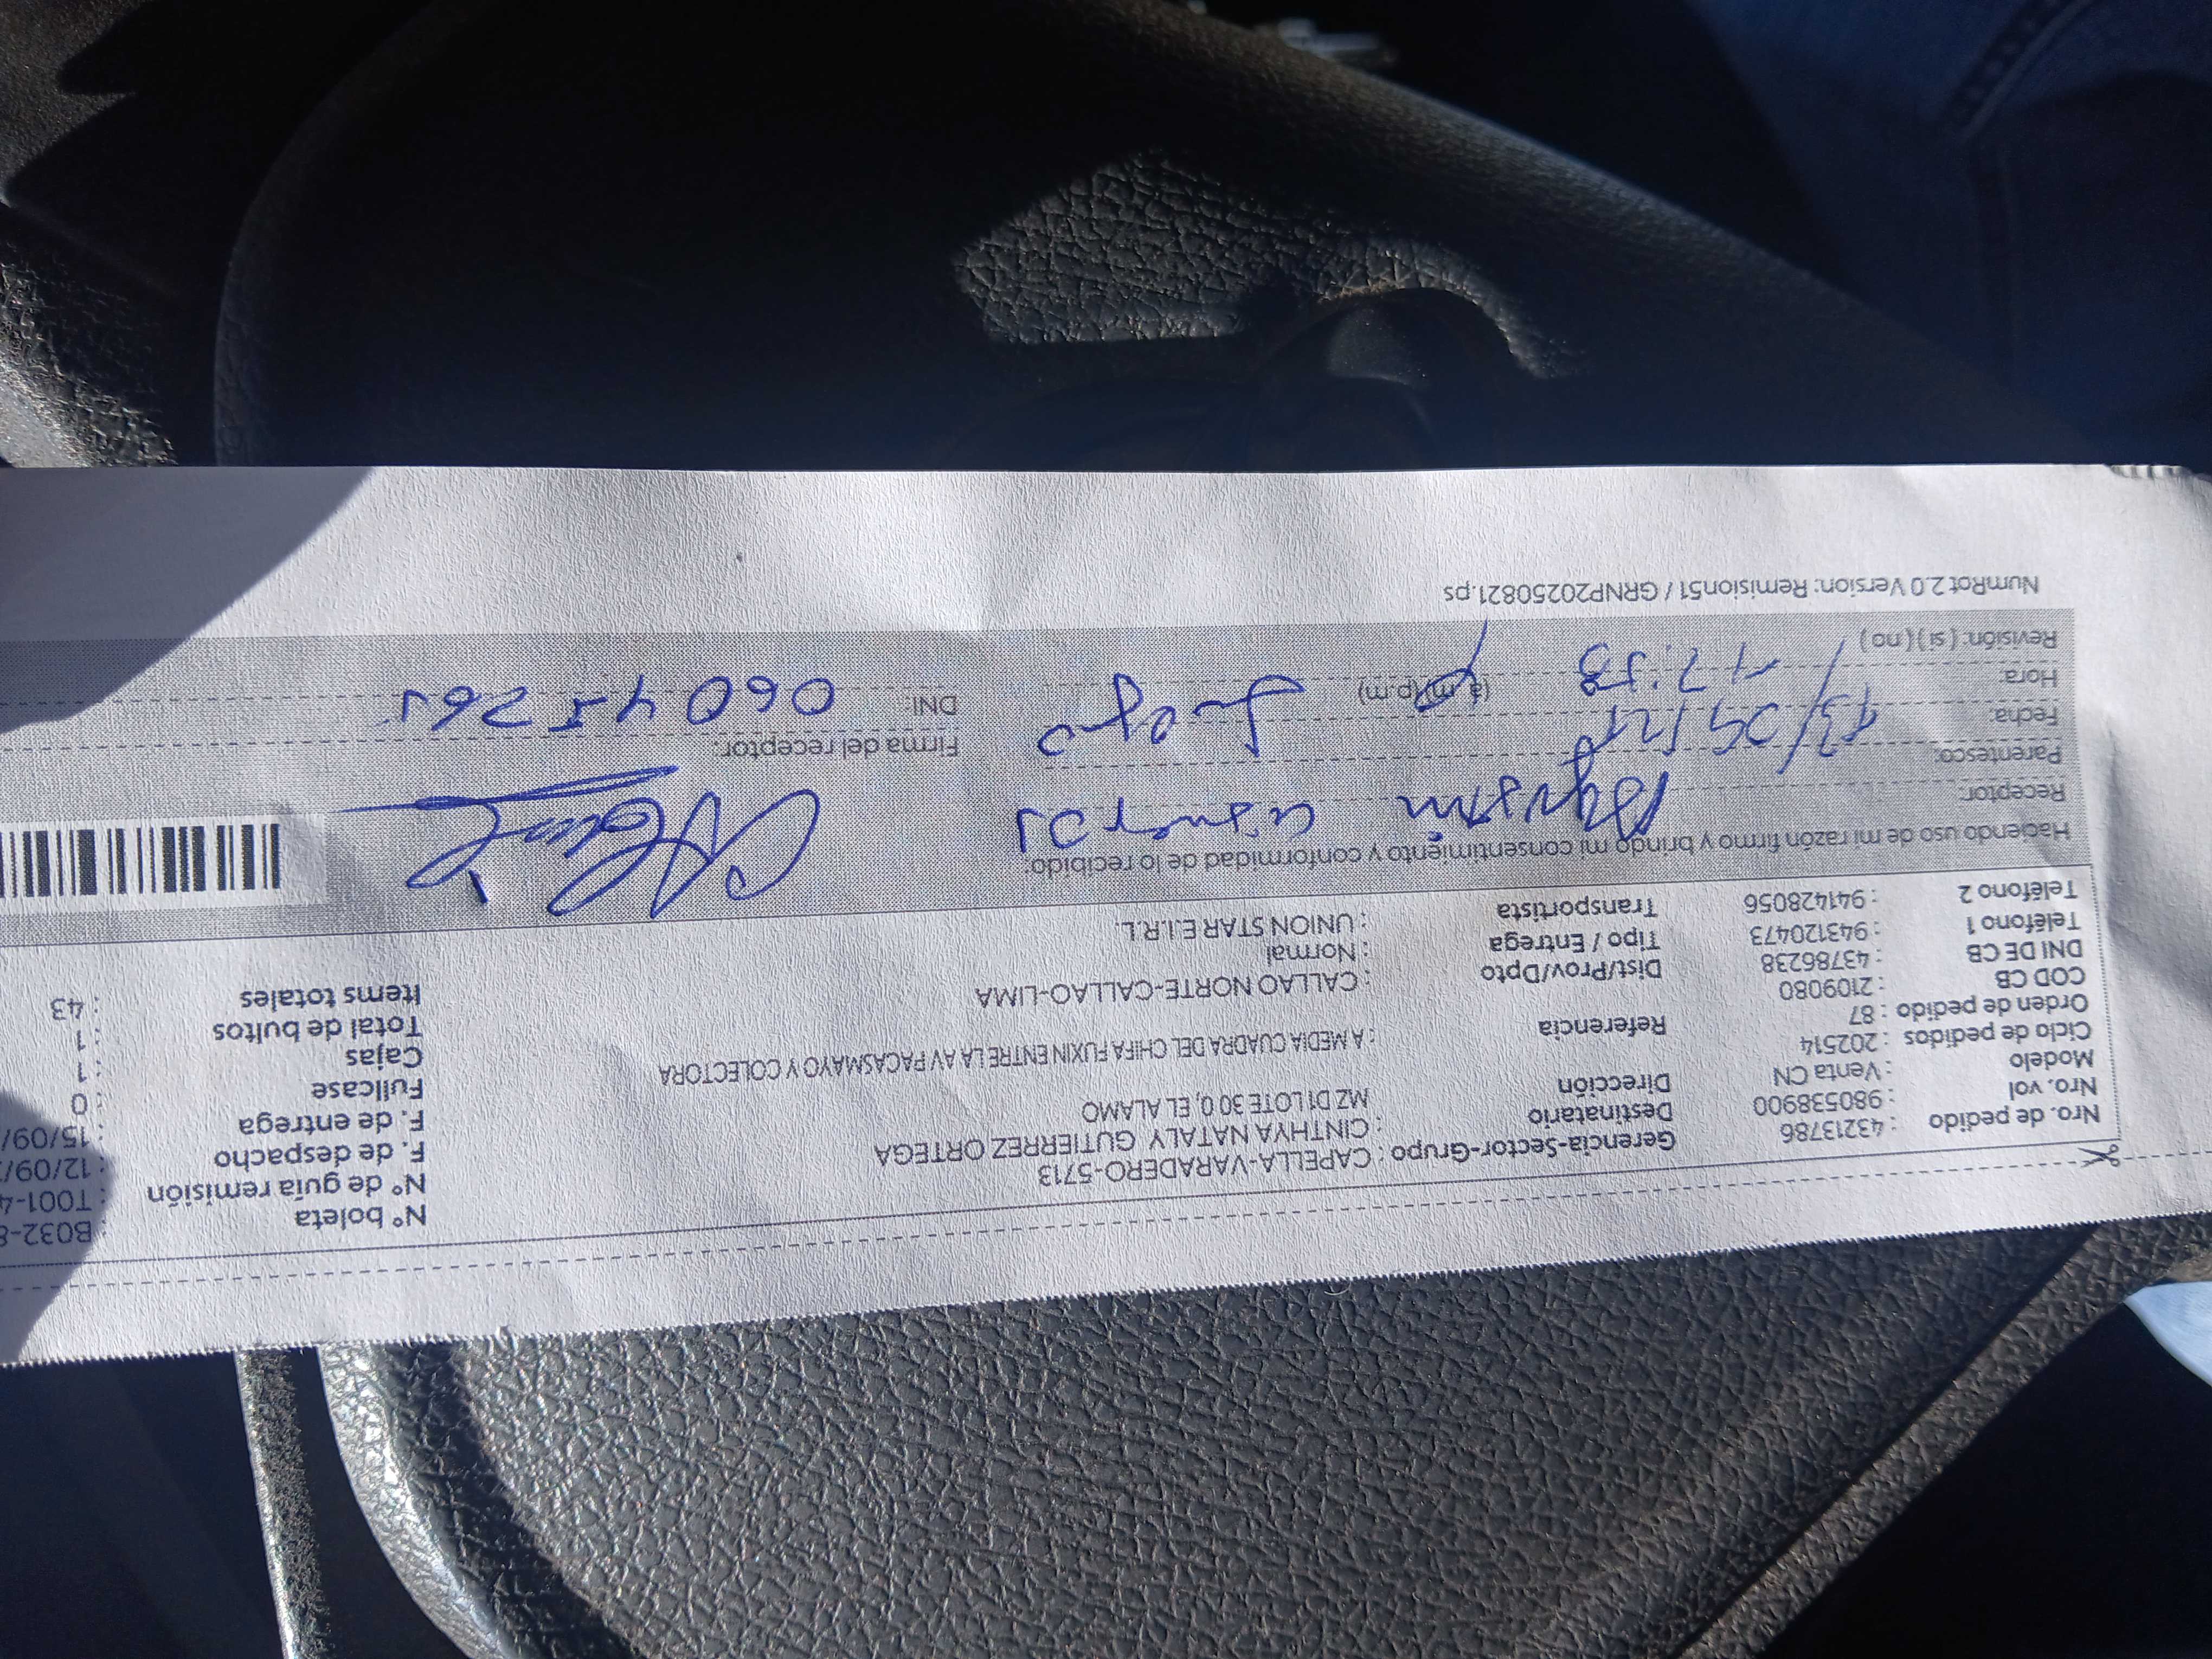 Nro. de pedido : 43213786
Nro. vol : 980538900
Modelo : Venta CN
Ciclo de pedidos : 202514
Orden de pedido : 87
COD CB : 2109080
DNI DE CB : 43786238
Teléfono 1 : 943120473
Teléfono 2 : 941428056
Gerencia-Sector-Grupo : CAPELLA-VARADERO-5713
Destinatario : CINTHYA NATALY GUTIERREZ ORTEGA
Dirección MZ D1 LOTE 30 0, EL ALAMO
Referencia : A MEDIA CUADRA DEL CHIFA FUXIN ENTRE LA AV PACASMAYO Y COLECTORA
Dist/Prov/Dpto : CALLAO NORTE-CALLAO-LIMA
Tipo / Entrega : Normal
Transportista : UNION STAR E.I.R.L.
N° boleta : B032-8
N° de guía remisión : T001-4
F. de despacho : 12/09/
F. de entrega : 15/09/
Fullcase : 0
Cajas : 1
Total de bultos : 1
Items totales : 43
Haciendo uso de mi razón firmo y brindo mi consentimiento y conformidad de lo recibido:
Receptor: Agustin
Parentesco: Suegro
Fecha: 13/09/25
Hora: (a.m)(p.m)
Revisión: ( si ) ( no )
Firma del receptor:
DNI:
NumRot 2.0 Version: Remision51 / GRNP20250821.ps